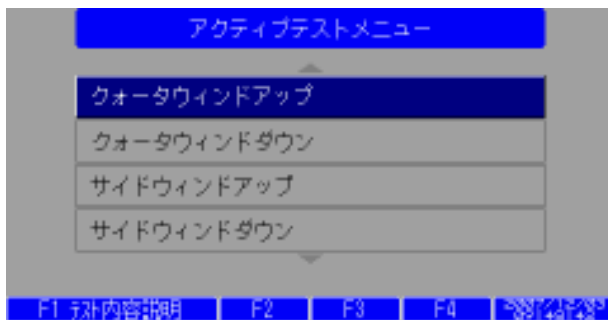 アクティブテストメニュー
クォータウィンドアップ
クォータウィンドダウン
サイドウィンドアップ
サイドウィンドダウン
F1 テスト内容説明 F2 F3 F4